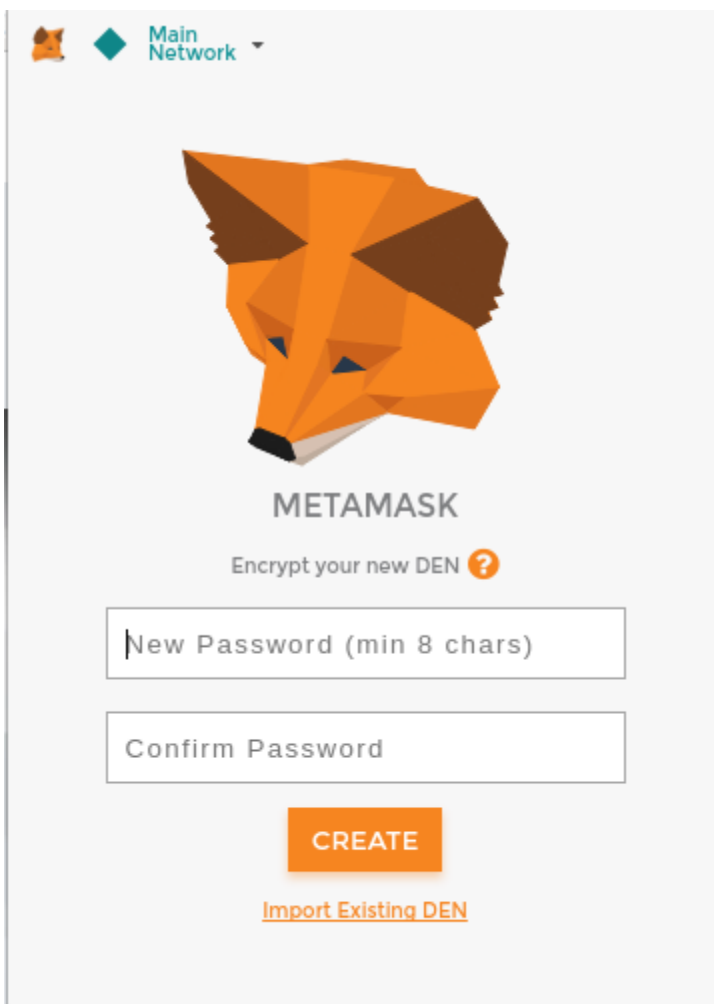 Main
Network
METAMASK
Encrypt your new DEN ?
New Password (min 8 chars)
Confirm Password
CREATE
Import Existing DEN